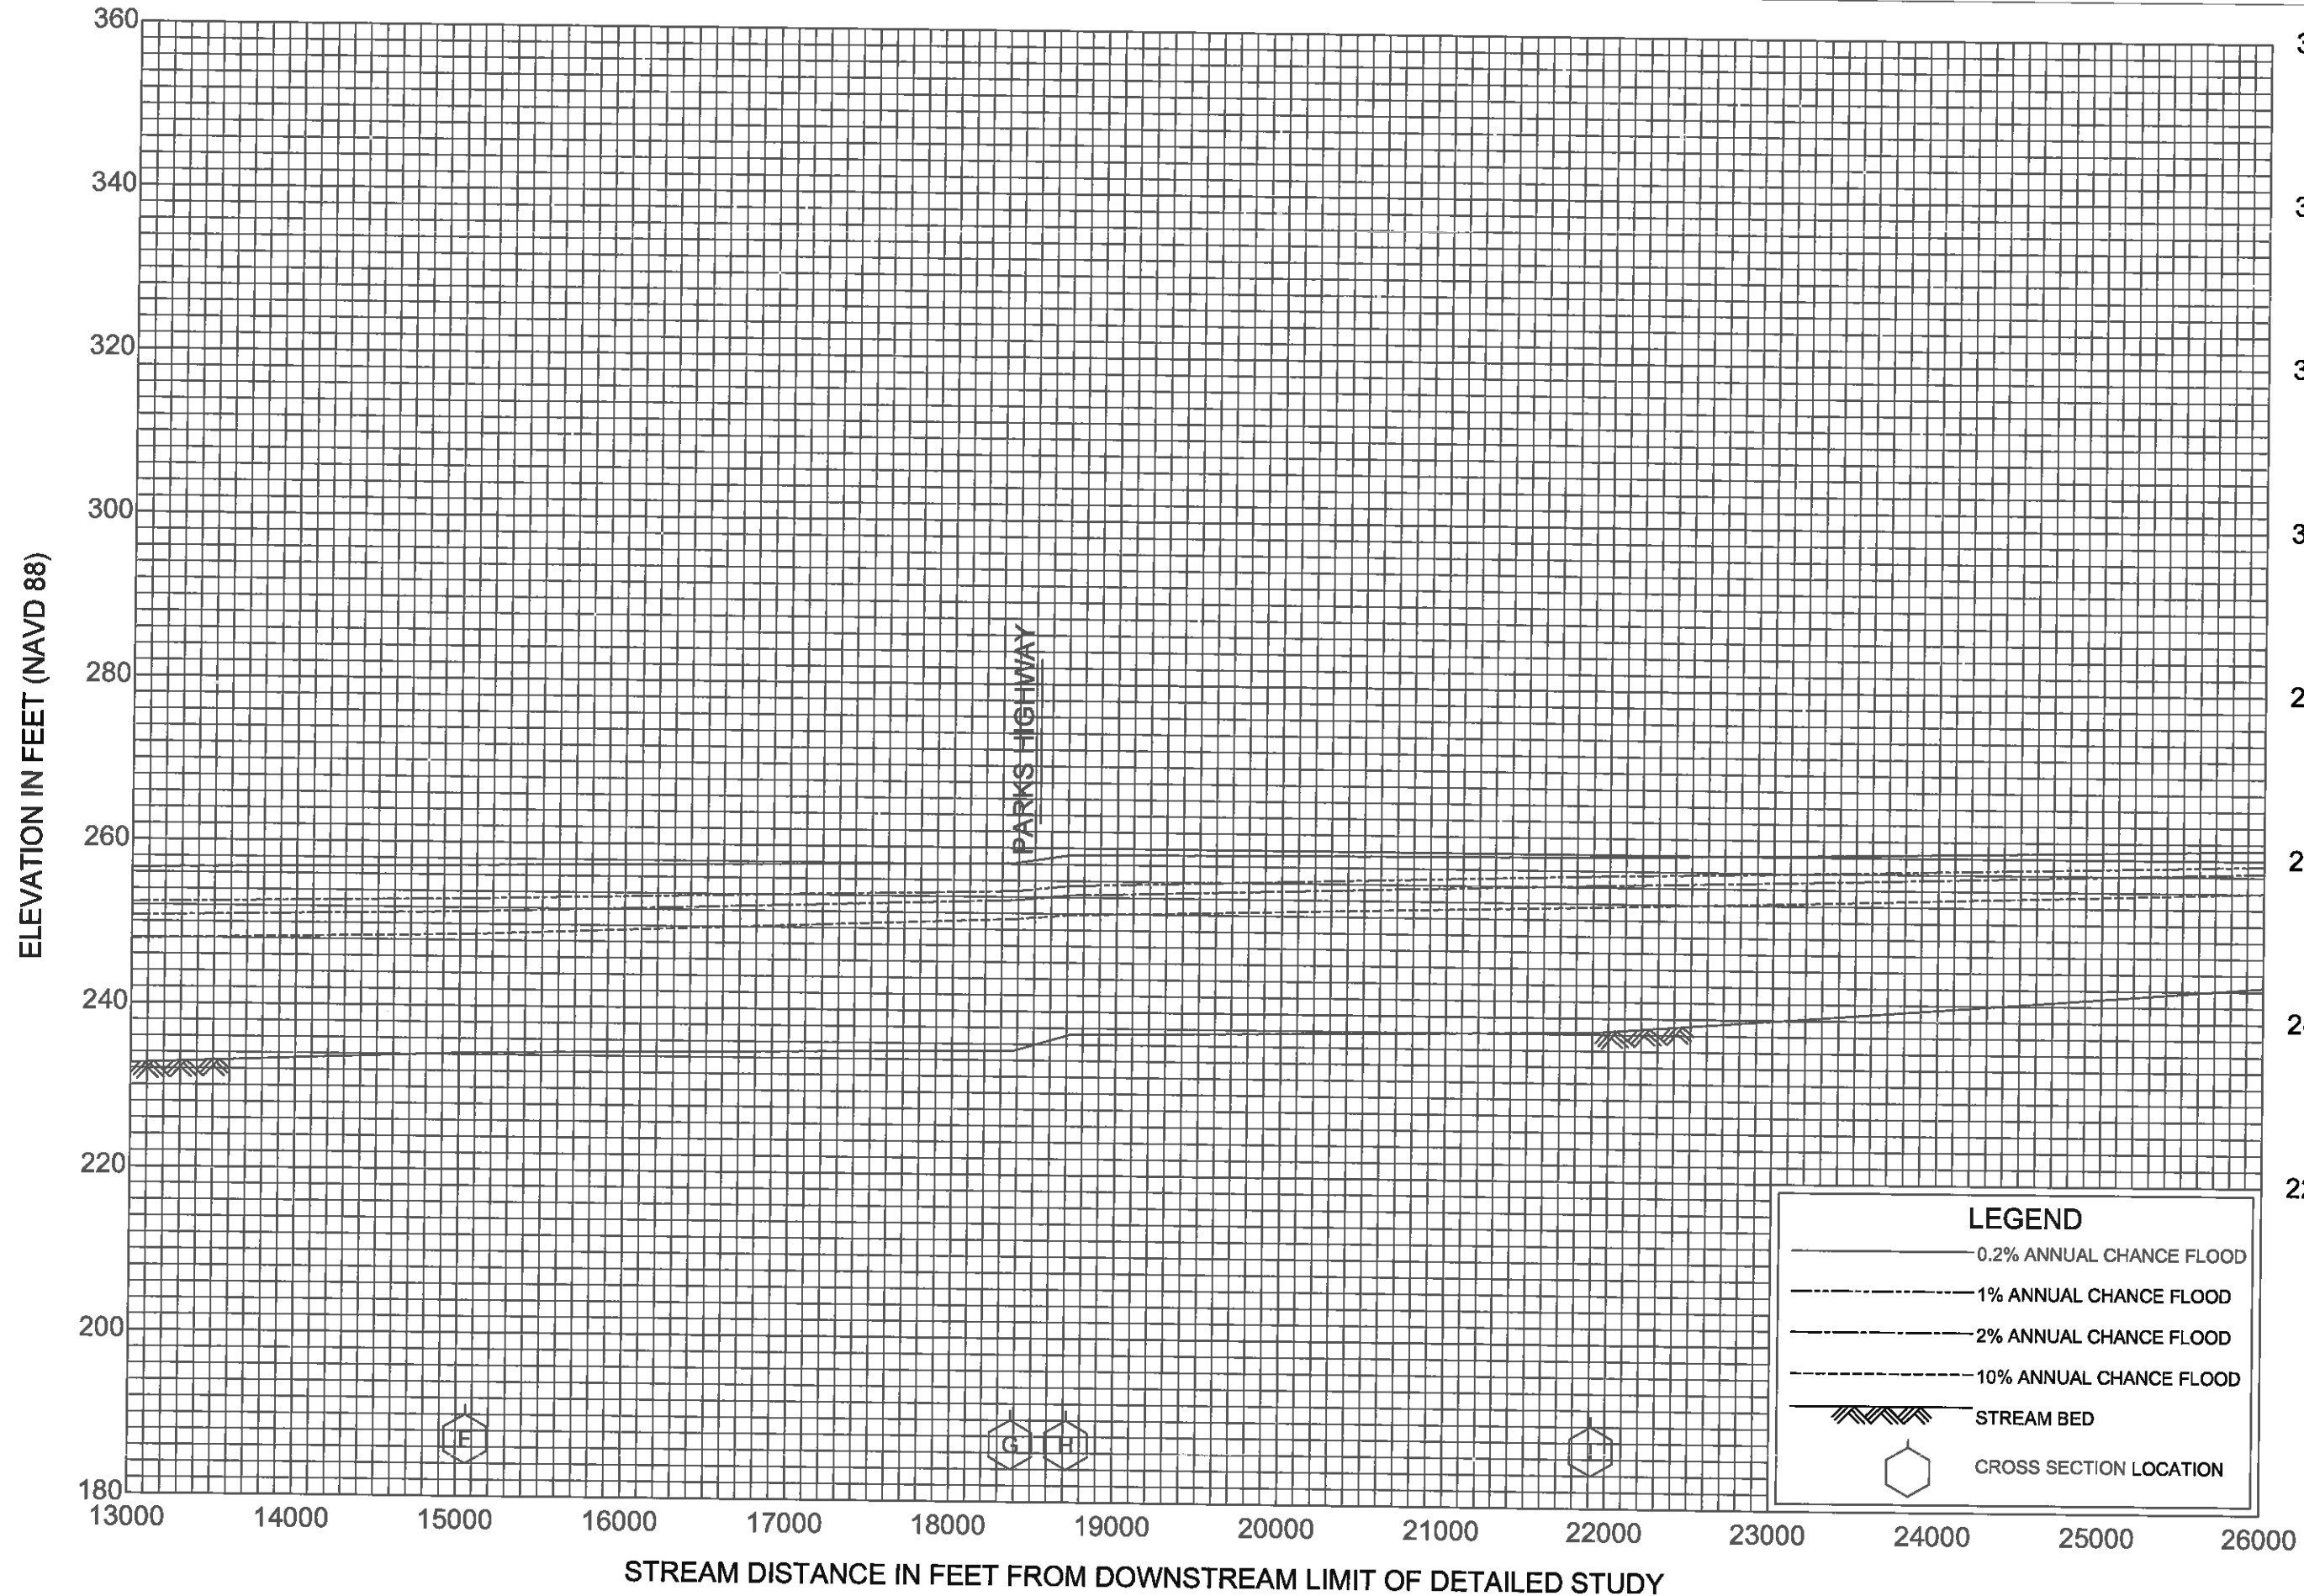 360
340
320
300
280
260
240
220
200
180
ELEVATION IN FEET (NAVD 88)
PARKS HIGHWAY
F
G
H
I
LEGEND
0.2% ANNUAL CHANCE FLOOD
1% ANNUAL CHANCE FLOOD
2% ANNUAL CHANCE FLOOD
10% ANNUAL CHANCE FLOOD
STREAM BED
CROSS SECTION LOCATION
13000 14000 15000 16000 17000 18000 19000 20000 21000 22000 23000 24000 25000 26000
STREAM DISTANCE IN FEET FROM DOWNSTREAM LIMIT OF DETAILED STUDY